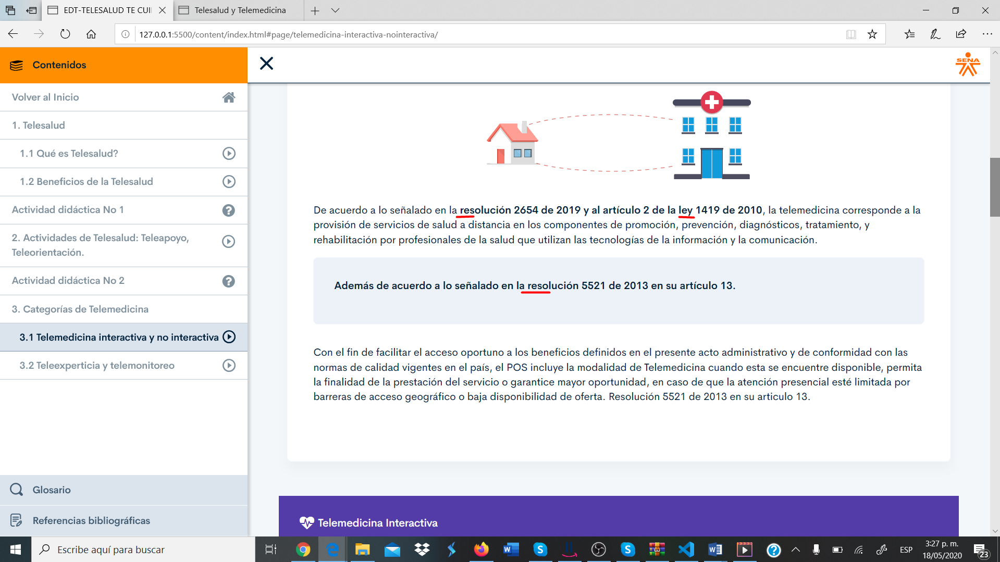 EDT-TELESALUD TE CUI
Telesalud y Telemedicina
127.0.0.1:5500/content/index.html#page/telemedicina-interactiva-nointeractiva/
Contenidos
SENA
Volver al Inicio
1. Telesalud
1.1 Qué es Telesalud?
1.2 Beneficios de la Telesalud
Actividad didáctica No 1
2. Actividades de Telesalud: Teleapoyo,
Teleorientación.
Actividad didáctica No 2
3. Categorías de Telemedicina
3.1 Telemedicina interactiva y no interactiva
3.2 Teleexperticia y telemonitoreo
Glosario
Referencias bibliográficas
De acuerdo a lo señalado en la resolución 2654 de 2019 y al artículo 2 de la ley 1419 de 2010, la telemedicina corresponde a la
provisión de servicios de salud a distancia en los componentes de promoción, prevención, diagnósticos, tratamiento, y
rehabilitación por profesionales de la salud que utilizan las tecnologías de la información y la comunicación.
Además de acuerdo a lo señalado en la resolución 5521 de 2013 en su artículo 13.
Con el fin de facilitar el acceso oportuno a los beneficios definidos en el presente acto administrativo y de conformidad con las
normas de calidad vigentes en el país, el POS incluye la modalidad de Telemedicina cuando esta se encuentre disponible, permita
la finalidad de la prestación del servicio o garantice mayor oportunidad, en caso de que la atención presencial esté limitada por
barreras de acceso geográfico o baja disponibilidad de oferta. Resolución 5521 de 2013 en su articulo 13.
Telemedicina Interactiva
Escribe aquí para buscar
ESP
3:27 p. m.
18/05/2020
23